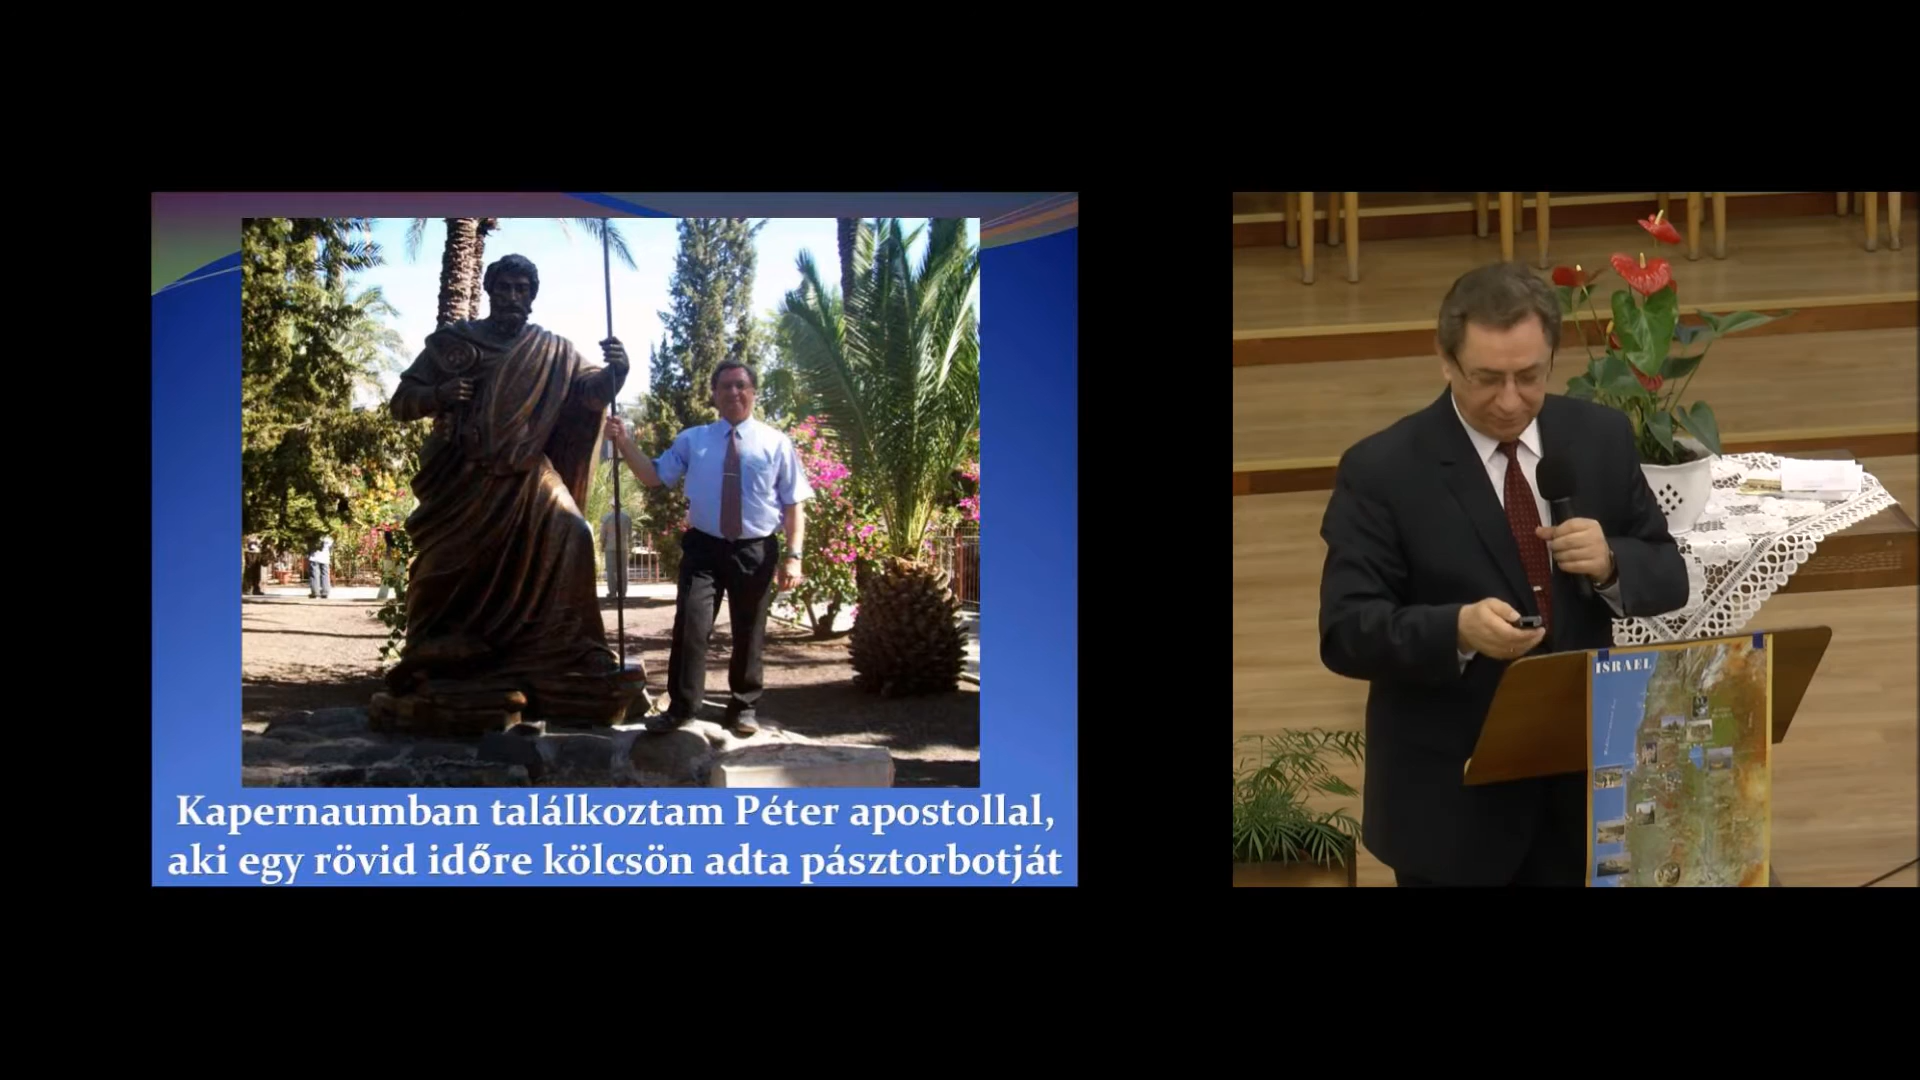 Kapernaumban találkoztam Péter apostollal,
aki egy rövid időre kölcsön adta pásztorbotját
ISRAEL